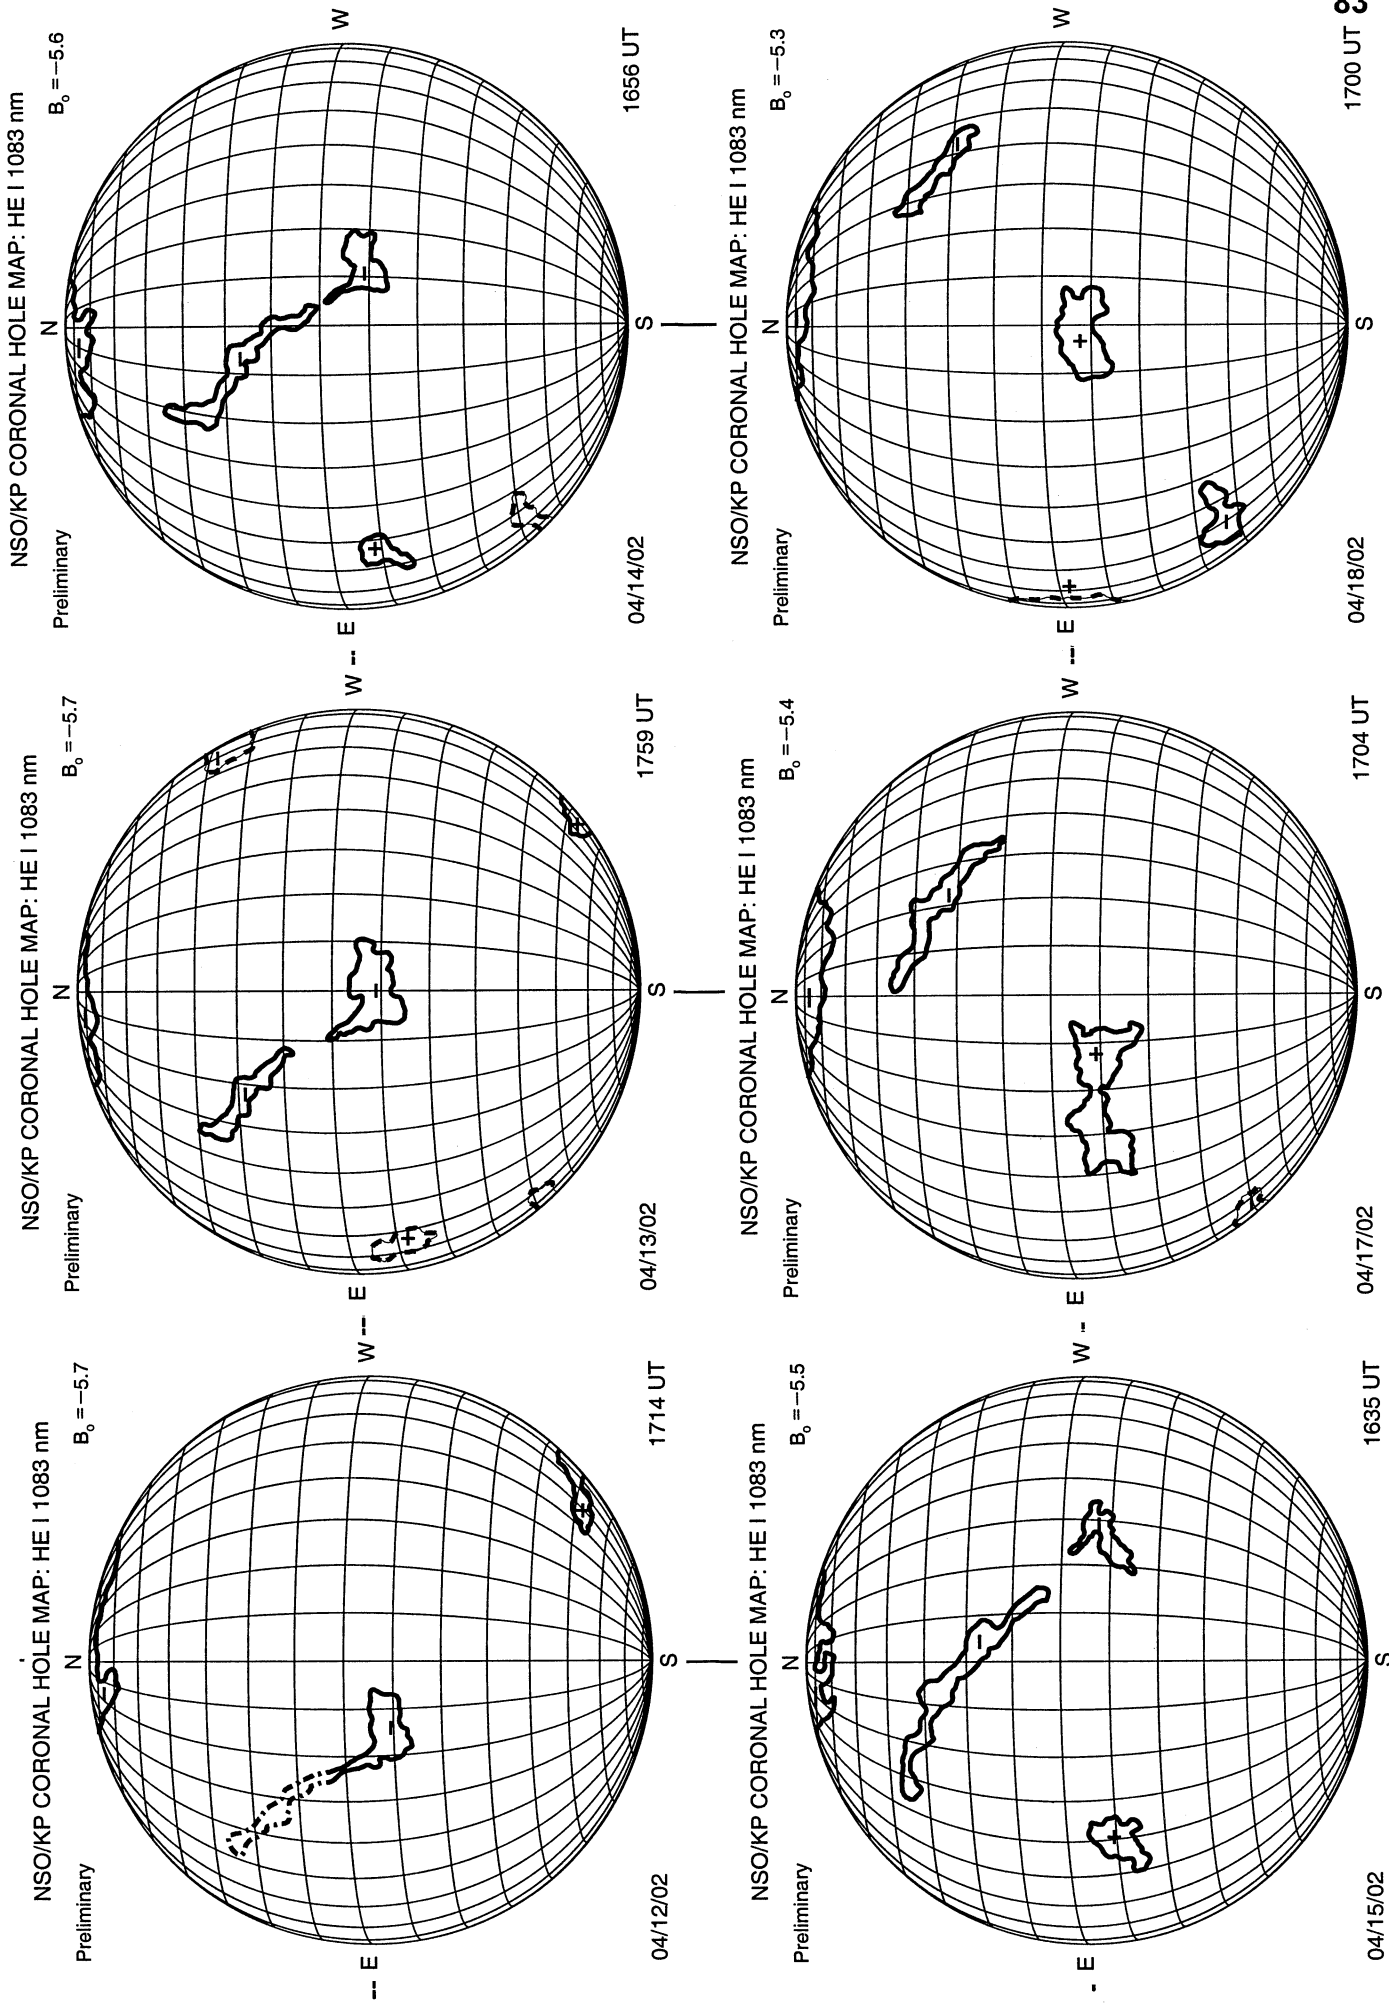 83
NSO/KP CORONAL HOLE MAP: HE I 1083 nm
Preliminary
B₀ = −5.7
N
E
W
S
04/12/02
1714 UT
NSO/KP CORONAL HOLE MAP: HE I 1083 nm
Preliminary
B₀ = −5.7
N
E
W
S
04/13/02
1759 UT
NSO/KP CORONAL HOLE MAP: HE I 1083 nm
Preliminary
B₀ = −5.6
N
E
W
S
04/14/02
1656 UT
NSO/KP CORONAL HOLE MAP: HE I 1083 nm
Preliminary
B₀ = −5.5
N
E
W
S
04/15/02
1635 UT
NSO/KP CORONAL HOLE MAP: HE I 1083 nm
Preliminary
B₀ = −5.4
N
E
W
S
04/17/02
1704 UT
NSO/KP CORONAL HOLE MAP: HE I 1083 nm
Preliminary
B₀ = −5.3
N
E
W
S
04/18/02
1700 UT